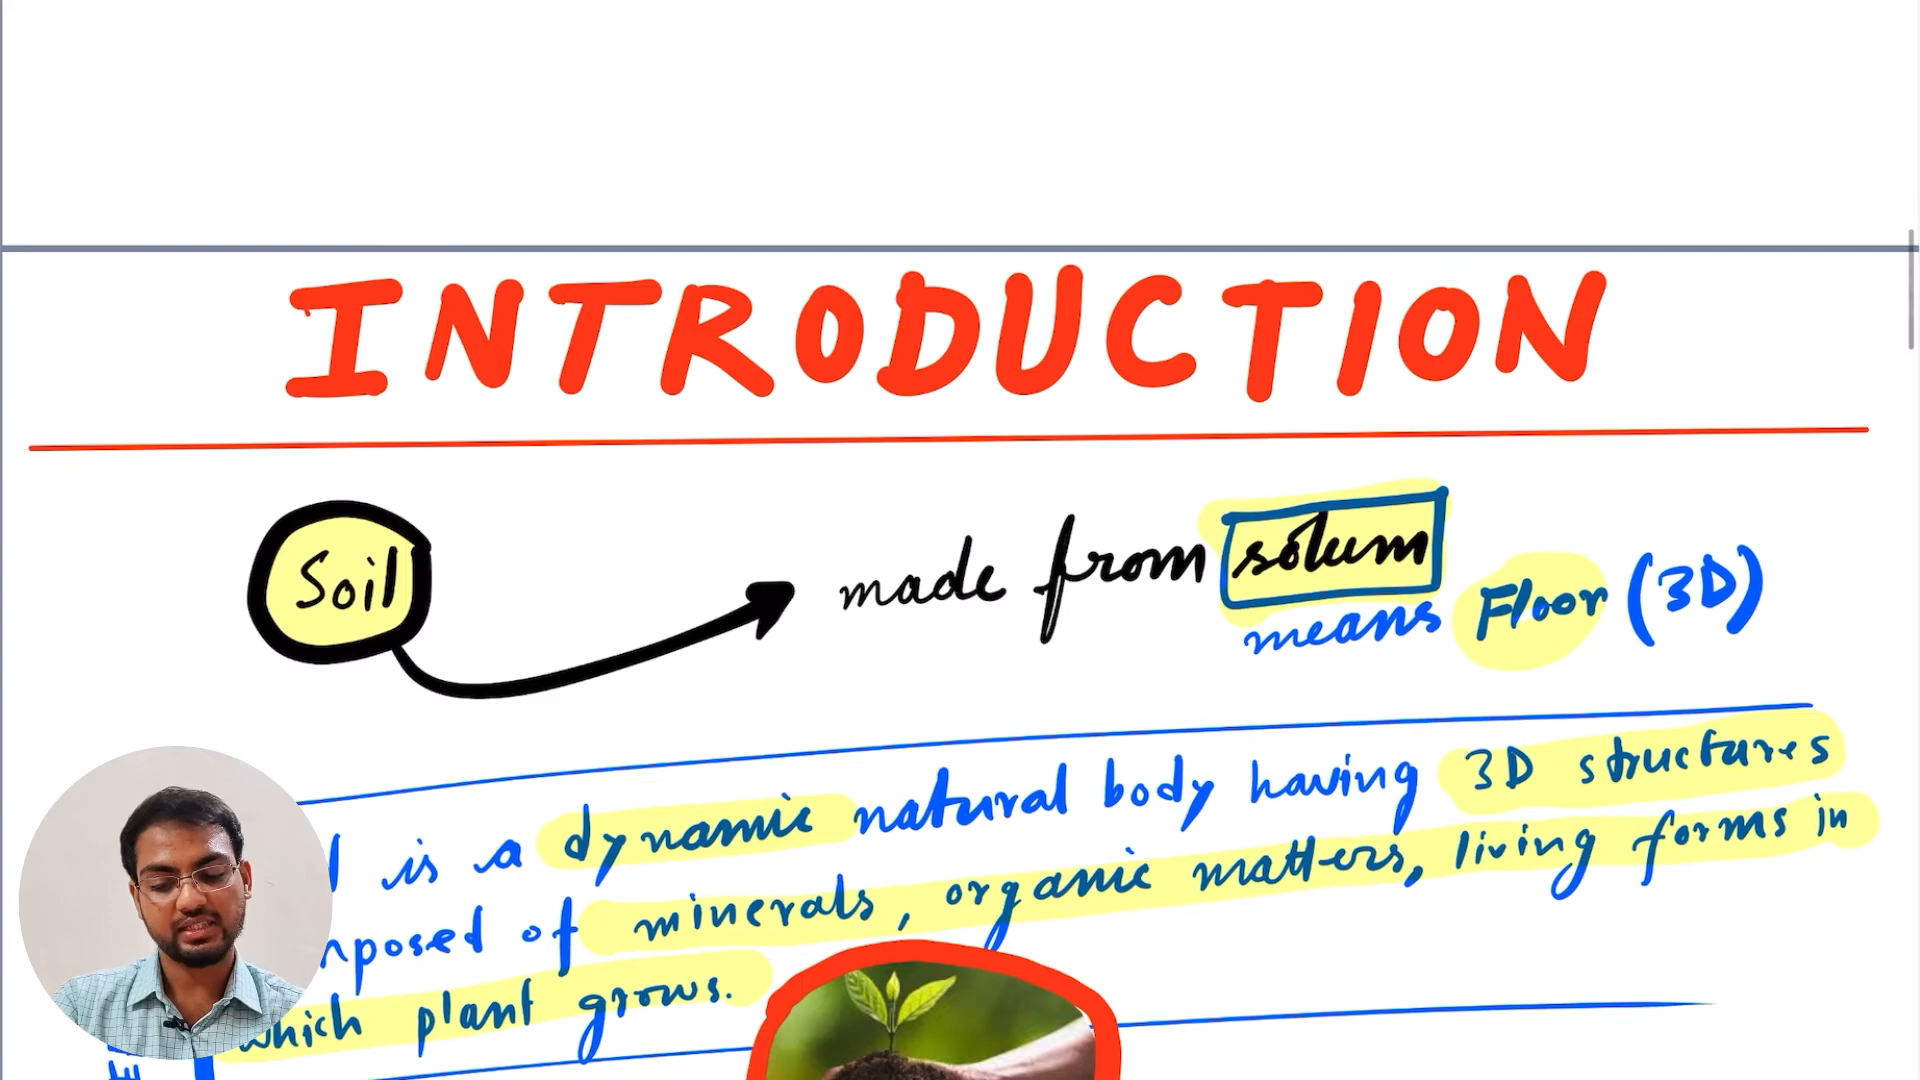 INTRODUCTION
Soil made from solum
means Floor (3D)
is a dynamic natural body having 3D structures
of minerals, organic matters, living forms in
which plant grows.